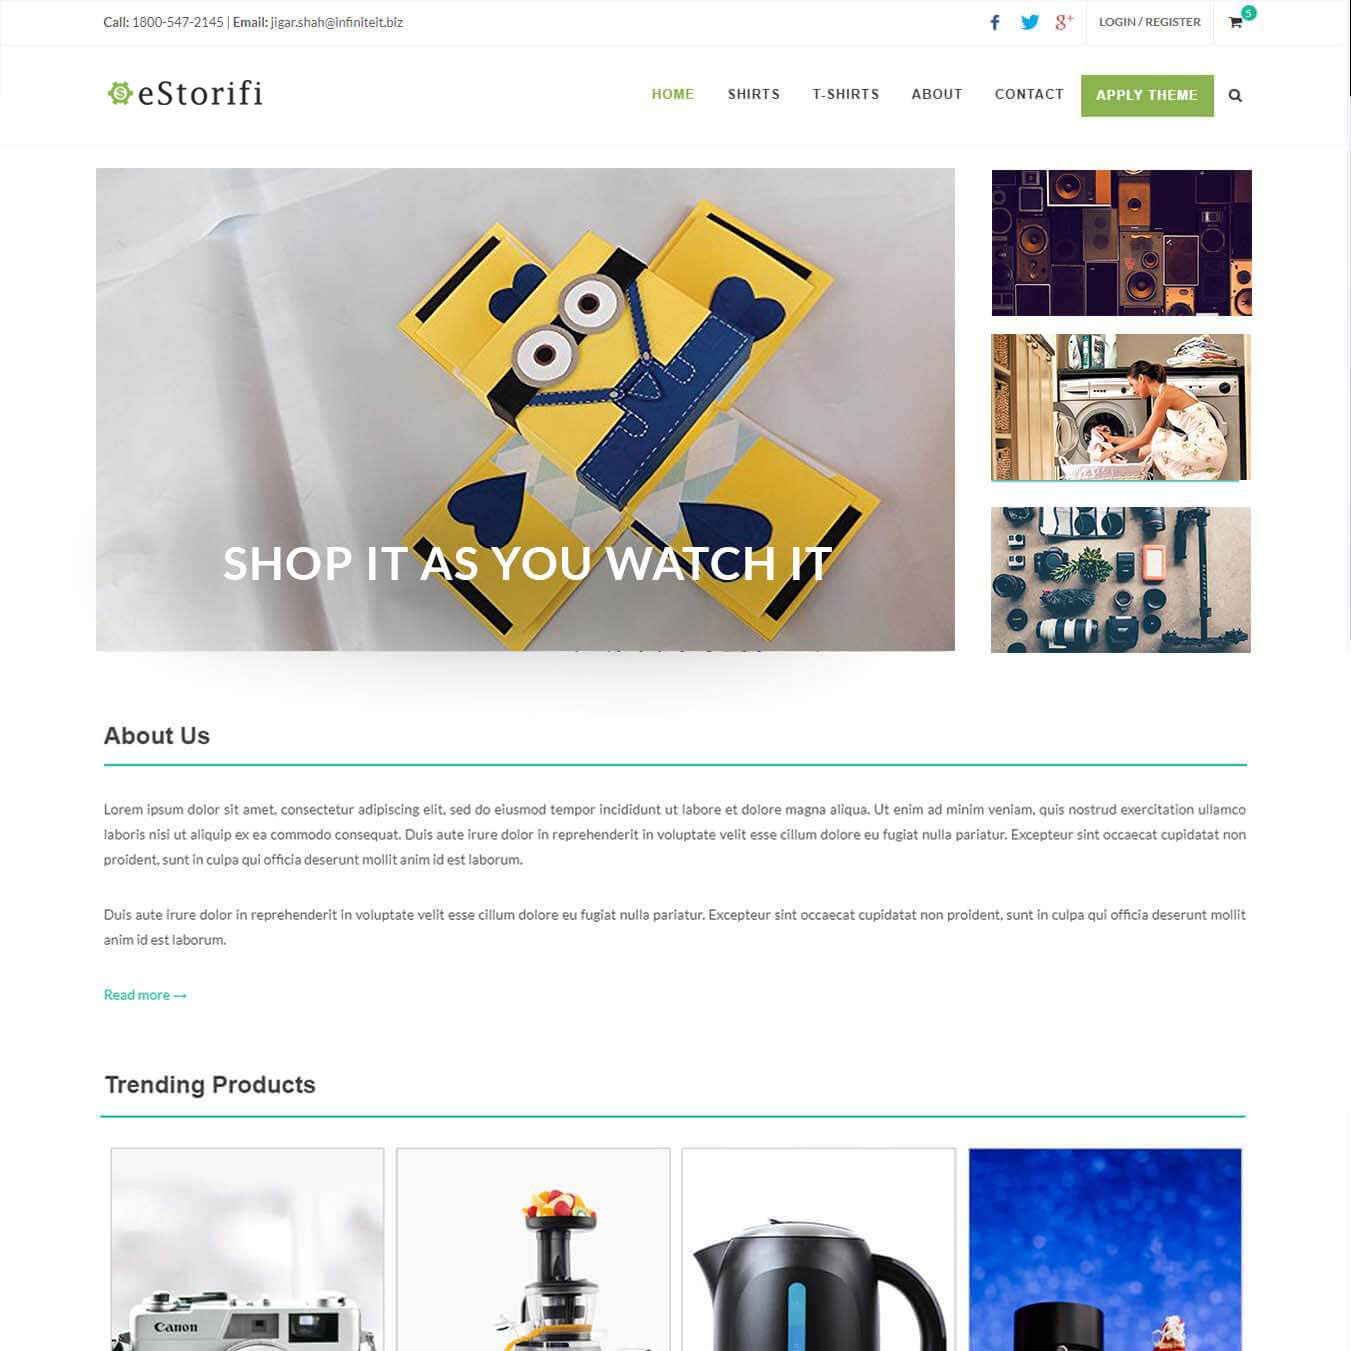 Call: 1800-547-2145 | Email: jigar.shah@infiniteit.biz
LOGIN / REGISTER
5
eStorifi
HOME SHIRTS T-SHIRTS ABOUT CONTACT APPLY THEME
SHOP IT AS YOU WATCH IT
About Us
Lorem ipsum dolor sit amet, consectetur adipiscing elit, sed do eiusmod tempor incididunt ut labore et dolore magna aliqua. Ut enim ad minim veniam, quis nostrud exercitation ullamco
laboris nisi ut aliquip ex ea commodo consequat. Duis aute irure dolor in reprehenderit in voluptate velit esse cillum dolore eu fugiat nulla pariatur. Excepteur sint occaecat cupidatat non
proident, sunt in culpa qui officia deserunt mollit anim id est laborum.
Duis aute irure dolor in reprehenderit in voluptate velit esse cillum dolore eu fugiat nulla pariatur. Excepteur sint occaecat cupidatat non proident, sunt in culpa qui officia deserunt mollit
anim id est laborum.
Read more →
Trending Products
Canon